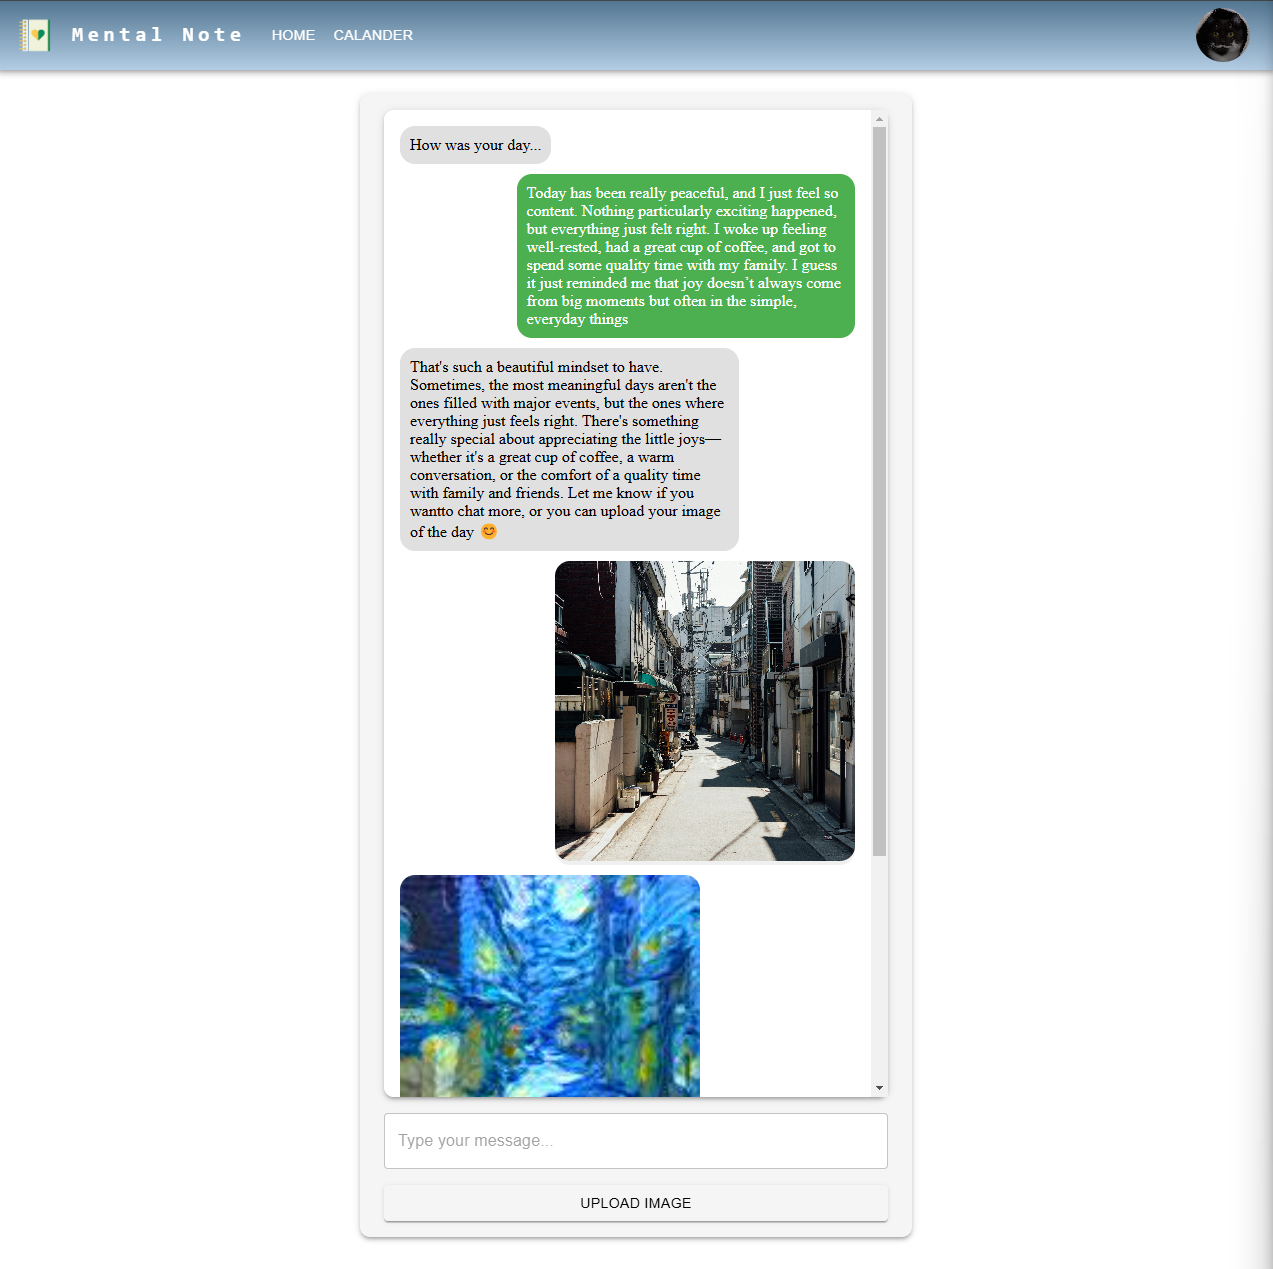 Mental Note HOME CALANDER
How was your day...
Today has been really peaceful, and I just feel so
content. Nothing particularly exciting happened,
but everything just felt right. I woke up feeling
well-rested, had a great cup of coffee, and got to
spend some quality time with my family. I guess
it just reminded me that joy doesn’t always come
from big moments but often in the simple,
everyday things
That's such a beautiful mindset to have.
Sometimes, the most meaningful days aren't the
ones filled with major events, but the ones where
everything just feels right. There's something
really special about appreciating the little joys—
whether it's a great cup of coffee, a warm
conversation, or the comfort of a quality time
with family and friends. Let me know if you
wantto chat more, or you can upload your image
of the day 😊
Type your message...
UPLOAD IMAGE